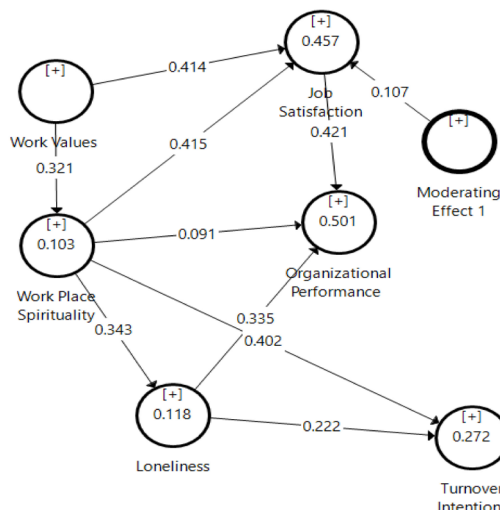 [+]
0.457
Job
Satisfaction
[+]
Work Values
0.414
0.107
[+]
Moderating
Effect 1
0.421
0.415
0.321
[+]
0.103
Work Place
Spirituality
0.091
[+]
0.501
Organizational
Performance
0.343
0.335
0.402
[+]
0.118
Loneliness
0.222
[+]
0.272
Turnover
Intention